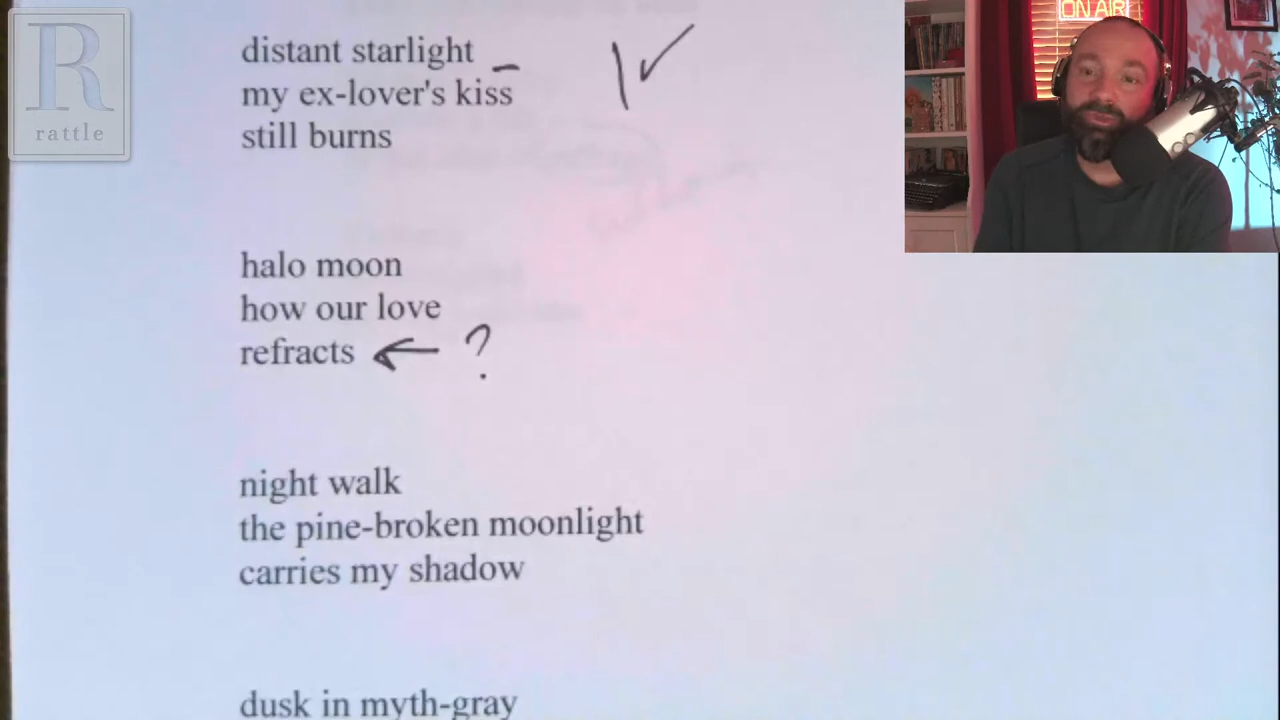 R
rattle
ON AIR
distant starlight
my ex-lover's kiss
still burns
halo moon
how our love
refracts ?
night walk
the pine-broken moonlight
carries my shadow
dusk in myth-gray